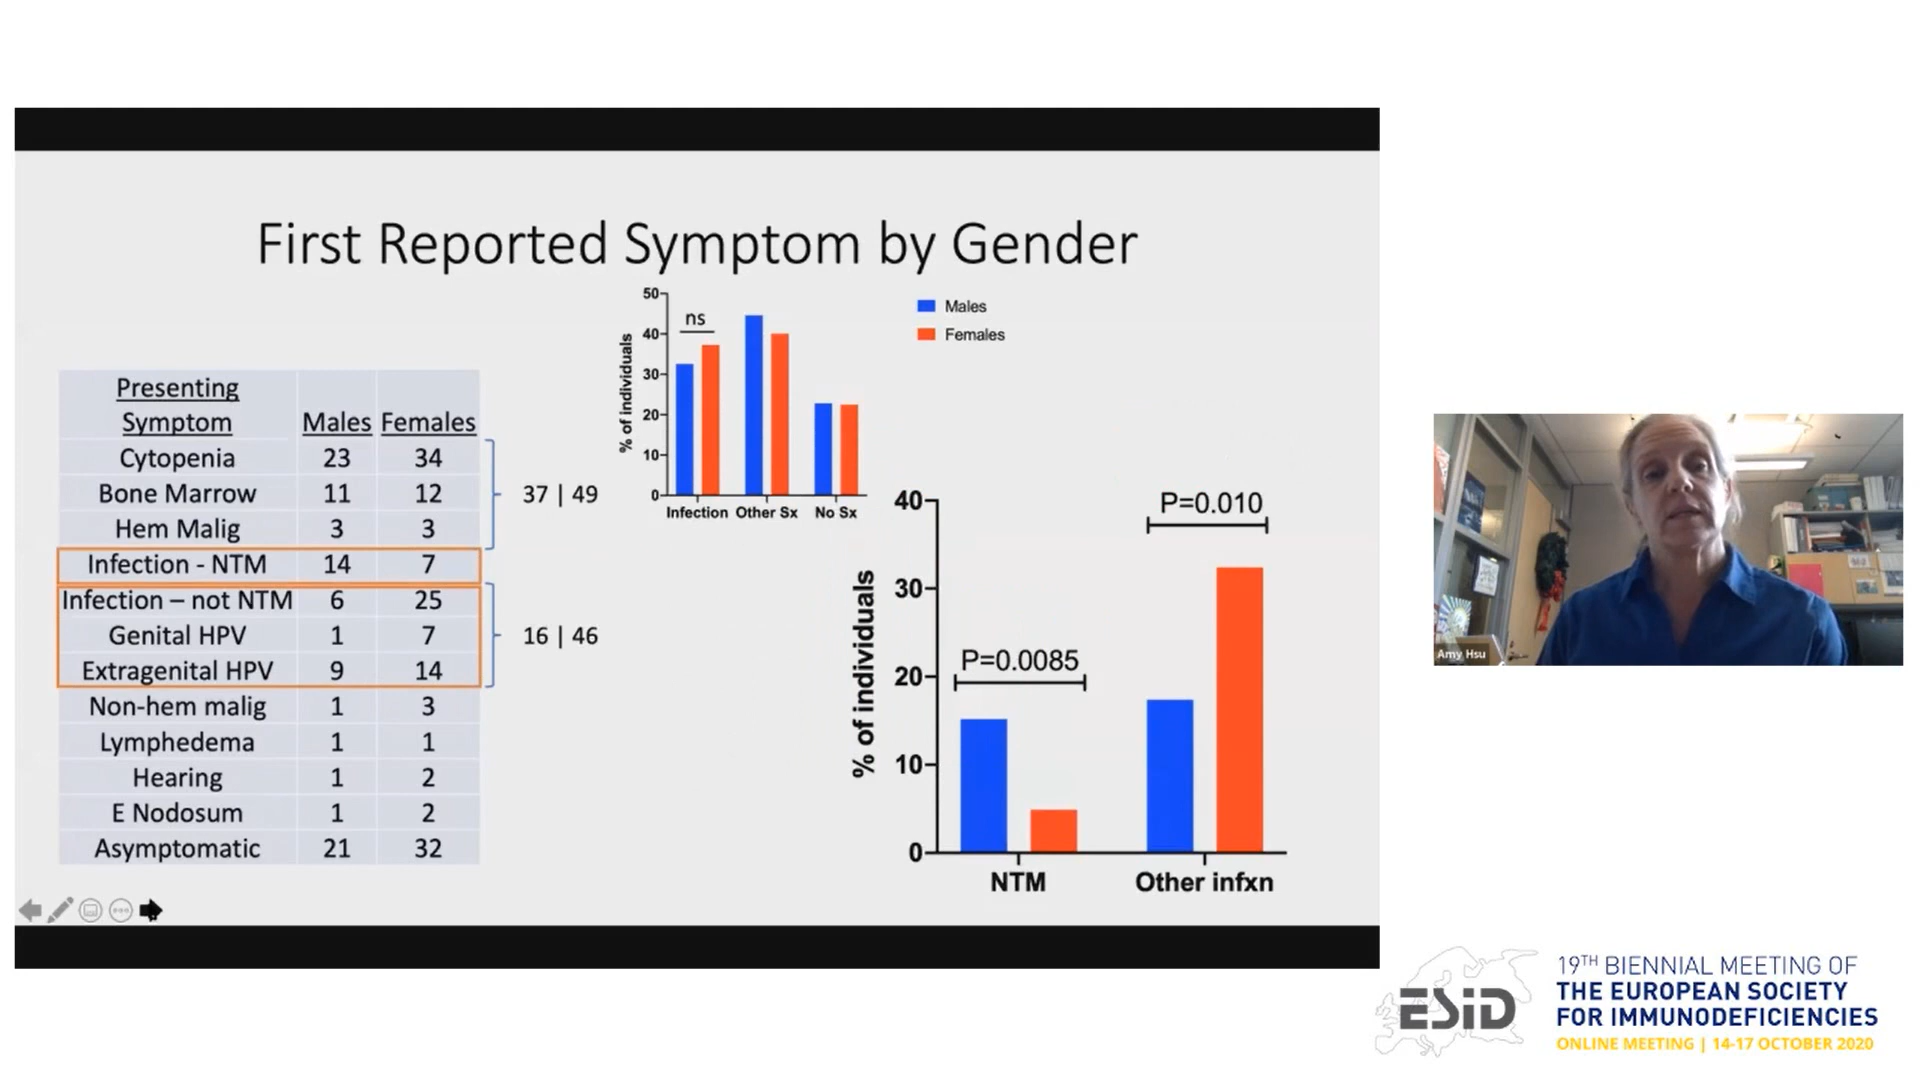 First Reported Symptom by Gender
Presenting
Symptom Males Females
Cytopenia 23 34
Bone Marrow 11 12
Hem Malig 3 3
Infection - NTM 14 7
Infection – not NTM 6 25
Genital HPV 1 7
Extragenital HPV 9 14
Non-hem malig 1 3
Lymphedema 1 1
Hearing 1 2
E Nodosum 1 2
Asymptomatic 21 32
37 | 49
16 | 46
% of individuals
50
40
30
20
10
0
ns
Infection Other Sx No Sx
Males
Females
% of individuals
40
30
20
10
0
P=0.0085
P=0.010
NTM Other infxn
Amy Hsu
ESiD
19TH BIENNIAL MEETING OF
THE EUROPEAN SOCIETY
FOR IMMUNODEFICIENCIES
ONLINE MEETING | 14-17 OCTOBER 2020